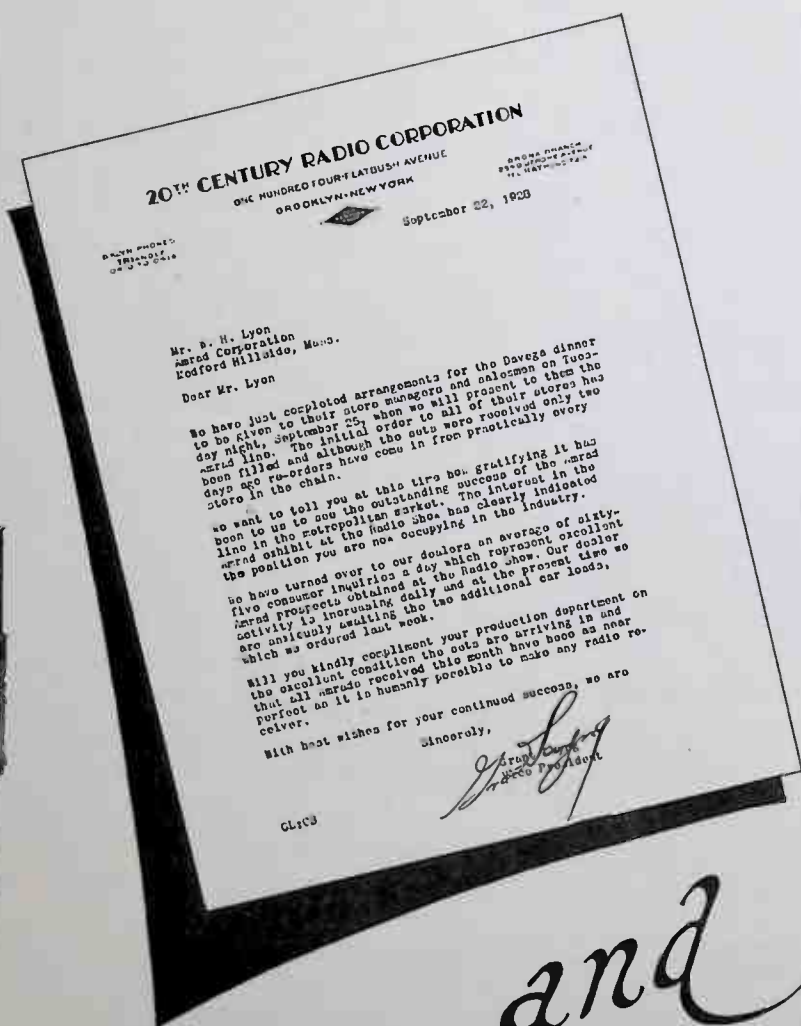 20TH CENTURY RADIO CORPORATION
ONE HUNDRED FOUR·FLATBUSH AVENUE
BROOKLYN·NEW YORK
BRONX BRANCH
BKLYN PHONES
TRIANGLE
September 22, 1928
Mr. H. Lyon
Amrad Corporation
Medford Hillside, Mass.
Dear Mr. Lyon
We have just completed arrangements for the Davega dinner
to be given to their store managers and salesmen on Tues-
day night, September 25, when we will present to them the
Amrad line. The initial order to all of their stores has
been filled and although the sets were received only two
days ago re-orders have come in from practically every
store in the chain.
We want to tell you at this time how gratifying it has
been to us to see the outstanding success of the Amrad
line in the metropolitan market. The interest in the
Amrad exhibit at the Radio Show has clearly indicated
the position you are now occupying in the industry.
We have turned over to our dealers an average of sixty-
five consumer inquiries a day which represent excellent
Amrad prospects obtained at the Radio Show. Our dealer
activity is increasing daily and at the present time we
are anxiously awaiting the two additional car loads,
which we ordered last week.
Will you kindly compliment your production department on
the excellent condition the sets are arriving in and
that all Amrads received this month have been as near
perfect as it is humanly possible to make any radio re-
ceiver.
With best wishes for your continued success, we are
Sincerely,
Vice President
GL:CB
and